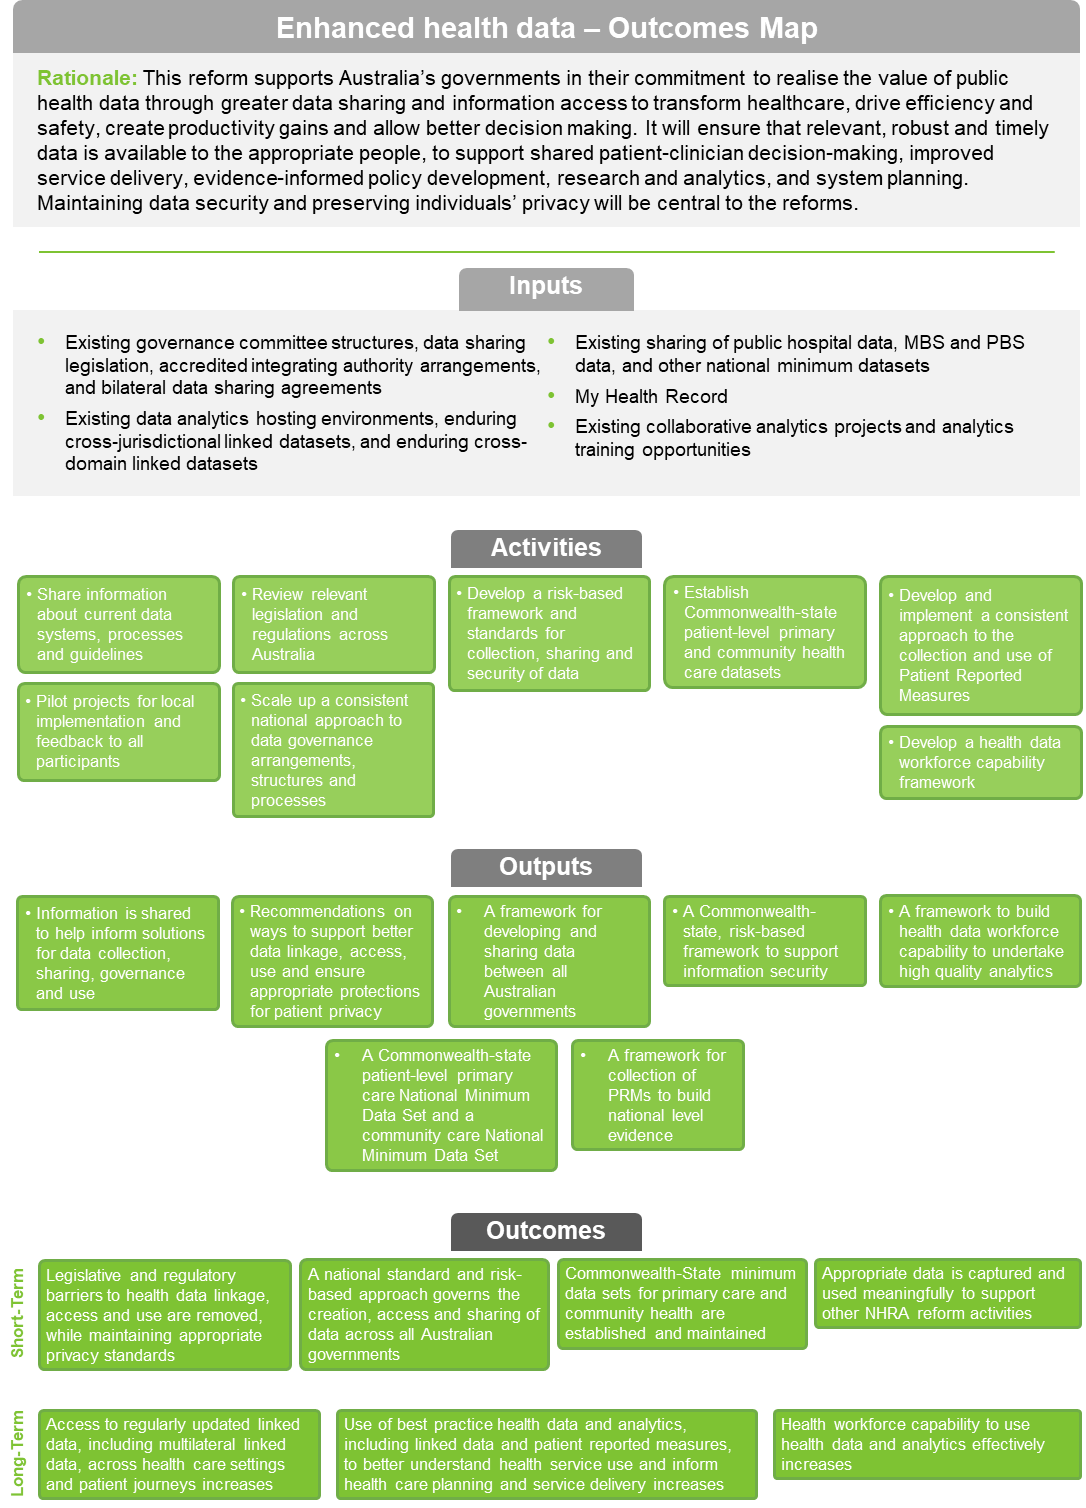 Enhanced health data – Outcomes Map
Rationale: This reform supports Australia's governments in their commitment to realise the value of public
health data through greater data sharing and information access to transform healthcare, drive efficiency and
safety, create productivity gains and allow better decision making. It will ensure that relevant, robust and timely
data is available to the appropriate people, to support shared patient-clinician decision-making, improved
service delivery, evidence-informed policy development, research and analytics, and system planning.
Maintaining data security and preserving individuals' privacy will be central to the reforms.
Inputs
• Existing governance committee structures, data sharing
legislation, accredited integrating authority arrangements,
and bilateral data sharing agreements
• Existing data analytics hosting environments, enduring
cross-jurisdictional linked datasets, and enduring cross-
domain linked datasets
• Existing sharing of public hospital data, MBS and PBS
data, and other national minimum datasets
• My Health Record
• Existing collaborative analytics projects and analytics
training opportunities
Activities
• Share information
about current data
systems, processes
and guidelines
• Pilot projects for local
implementation and
feedback to all
participants
• Review relevant
legislation and
regulations across
Australia
• Scale up a consistent
national approach to
data governance
arrangements,
structures and
processes
• Develop a risk-based
framework and
standards for
collection, sharing and
security of data
• Establish
Commonwealth-state
patient-level primary
and community health
care datasets
• Develop and
implement a consistent
approach to the
collection and use of
Patient Reported
Measures
• Develop a health data
workforce capability
framework
Outputs
• Information is shared
to help inform solutions
for data collection,
sharing, governance
and use
• Recommendations on
ways to support better
data linkage, access,
use and ensure
appropriate protections
for patient privacy
• A framework for
developing and
sharing data
between all
Australian
governments
• A Commonwealth-
state, risk-based
framework to support
information security
• A framework to build
health data workforce
capability to undertake
high quality analytics
• A Commonwealth-state
patient-level primary
care National Minimum
Data Set and a
community care National
Minimum Data Set
• A framework for
collection of
PRMs to build
national level
evidence
Outcomes
Short-Term
Legislative and regulatory
barriers to health data linkage,
access and use are removed,
while maintaining appropriate
privacy standards
A national standard and risk-
based approach governs the
creation, access and sharing of
data across all Australian
governments
Commonwealth-State minimum
data sets for primary care and
community health are
established and maintained
Appropriate data is captured and
used meaningfully to support
other NHRA reform activities
Long-Term
Access to regularly updated linked
data, including multilateral linked
data, across health care settings
and patient journeys increases
Use of best practice health data and analytics,
including linked data and patient reported measures,
to better understand health service use and inform
health care planning and service delivery increases
Health workforce capability to use
health data and analytics effectively
increases